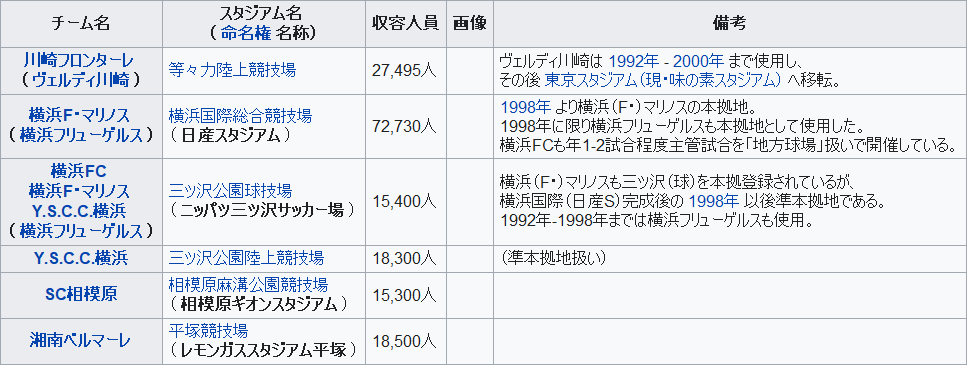 チーム名 スタジアム名 収容人員 画像 備考
（ 命名権 名称）
川崎フロンターレ
（ ヴェルディ川崎 ）
等々力陸上競技場
27,495人
ヴェルディ川崎は 1992年 - 2000年 まで使用し、
その後 東京スタジアム（現・味の素スタジアム） へ移転。
横浜F・マリノス
（ 横浜フリューゲルス ）
横浜国際総合競技場
（ 日産スタジアム ）
72,730人
1998年 より横浜（F・）マリノスの本拠地。
1998年に限り横浜フリューゲルスも本拠地として使用した。
横浜FCも年1-2試合程度主管試合を「地方球場」扱いで開催している。
横浜FC
横浜F・マリノス
Y.S.C.C.横浜
（ 横浜フリューゲルス ）
三ツ沢公園球技場
（ ニッパツ三ツ沢サッカー場 ）
15,400人
横浜（F・）マリノスも三ツ沢（球）を本拠登録されているが、
横浜国際（日産S）完成後の 1998年 以後準本拠地である。
1992年-1998年までは横浜フリューゲルスも使用。
Y.S.C.C.横浜
三ツ沢公園陸上競技場
18,300人
（準本拠地扱い）
SC相模原
相模原麻溝公園競技場
（ 相模原ギオンスタジアム ）
15,300人
湘南ベルマーレ
平塚競技場
（ レモンガススタジアム平塚 ）
18,500人